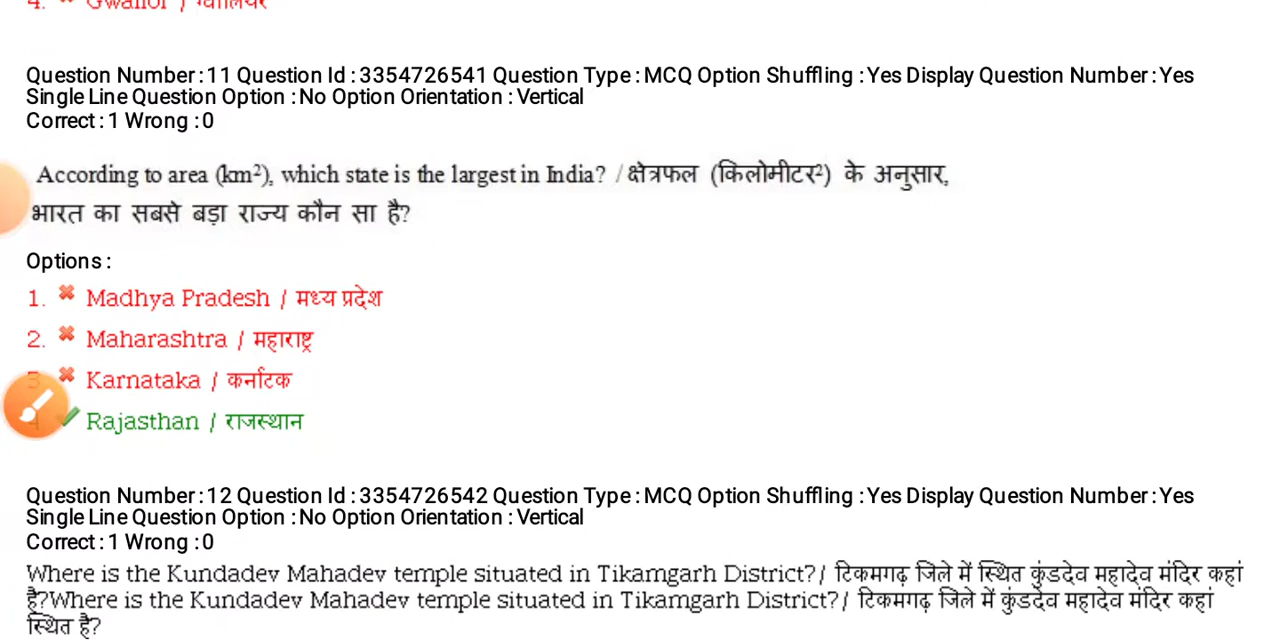 4. Gwalior / ग्वालियर
Question Number : 11 Question Id : 3354726541 Question Type : MCQ Option Shuffling : Yes Display Question Number : Yes
Single Line Question Option : No Option Orientation : Vertical
Correct : 1 Wrong : 0
According to area (km²), which state is the largest in India? / क्षेत्रफल (किलोमीटर²) के अनुसार,
भारत का सबसे बड़ा राज्य कौन सा है?
Options :
1. Madhya Pradesh / मध्य प्रदेश
2. Maharashtra / महाराष्ट्र
3. Karnataka / कर्नाटक
4. Rajasthan / राजस्थान
Question Number : 12 Question Id : 3354726542 Question Type : MCQ Option Shuffling : Yes Display Question Number : Yes
Single Line Question Option : No Option Orientation : Vertical
Correct : 1 Wrong : 0
Where is the Kundadev Mahadev temple situated in Tikamgarh District? / टिकमगढ़ जिले में स्थित कुंडदेव महादेव मंदिर कहां
है?Where is the Kundadev Mahadev temple situated in Tikamgarh District? / टिकमगढ़ जिले में कुंडदेव महादेव मंदिर कहां
स्थित है?